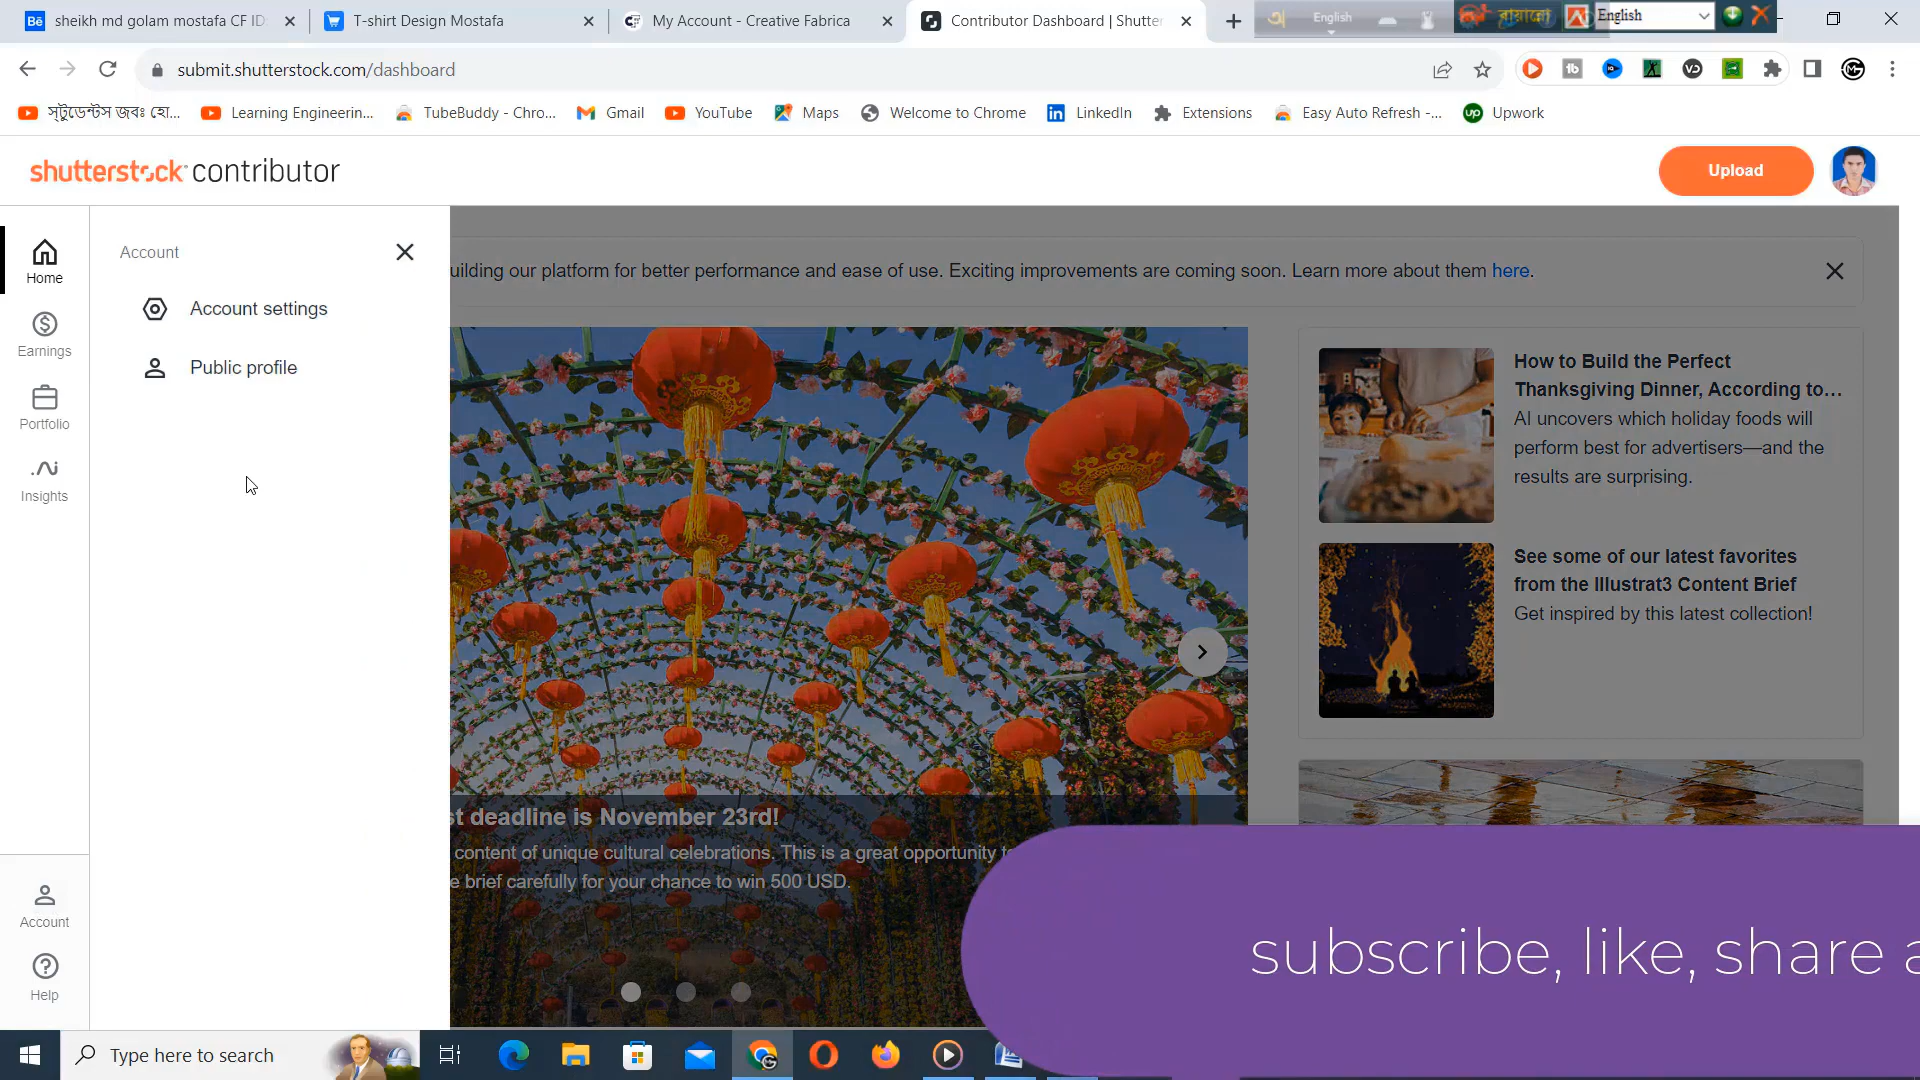 sheikh md golam mostafa CF ID:
T-shirt Design Mostafa
My Account - Creative Fabrica
Contributor Dashboard | Shutter
English
English
submit.shutterstock.com/dashboard
স্টুডেন্টস জবঃ হো...
Learning Engineerin...
TubeBuddy - Chro...
Gmail
YouTube
Maps
Welcome to Chrome
LinkedIn
Extensions
Easy Auto Refresh -...
Upwork
shutterstock contributor
Upload
Home
Earnings
Portfolio
Insights
Account
Help
Account
Account settings
Public profile
uilding our platform for better performance and ease of use. Exciting improvements are coming soon. Learn more about them here.
How to Build the Perfect
Thanksgiving Dinner, According to...
AI uncovers which holiday foods will
perform best for advertisers—and the
results are surprising.
See some of our latest favorites
from the Illustrat3 Content Brief
Get inspired by this latest collection!
st deadline is November 23rd!
content of unique cultural celebrations. This is a great opportunity t
e brief carefully for your chance to win 500 USD.
subscribe, like, share a
Type here to search